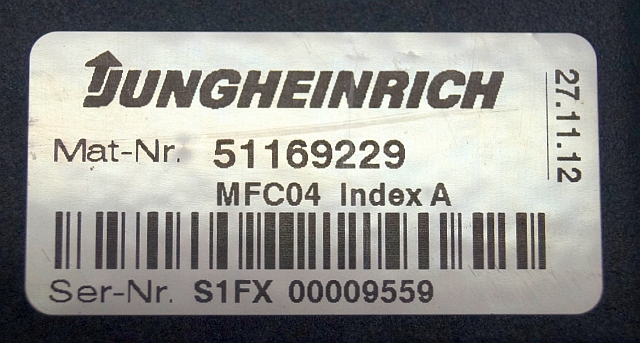 JUNGHEINRICH
Mat-Nr. 51169229
MFC04 Index A
Ser-Nr. S1FX 00009559
27.11.12